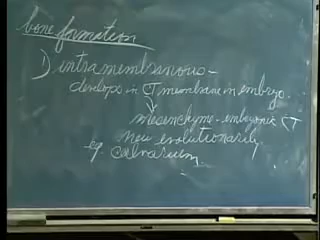 bone formation
1) intramembranous -
develops in CT membrane in embryo.
mesenchyme - embryonic CT
new evolutionarily
eg. calvarium